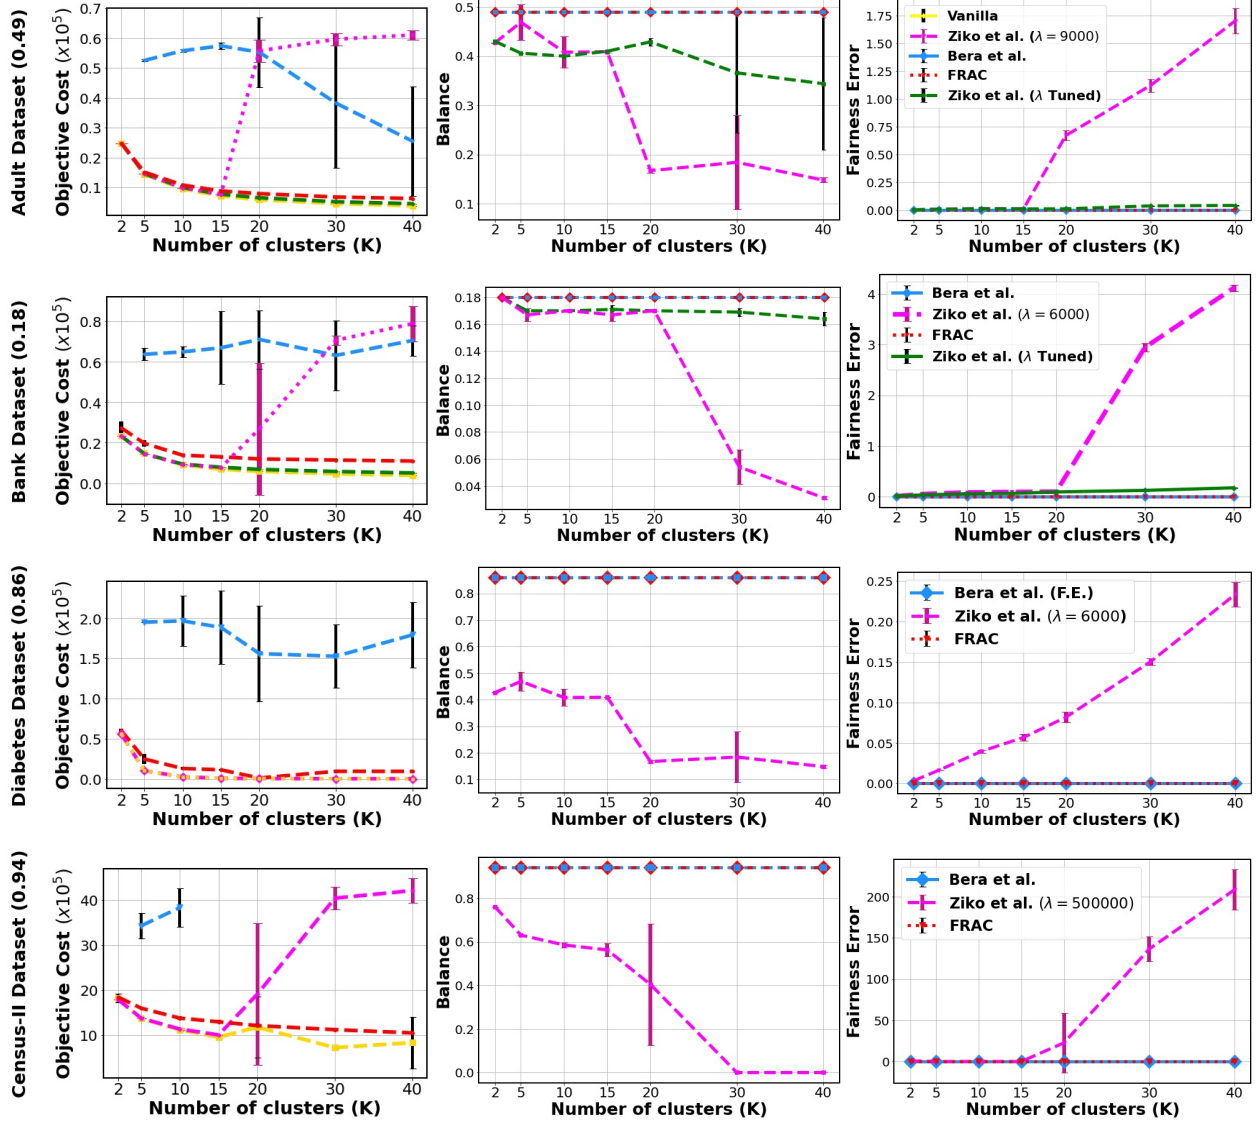 Adult Dataset (0.49)
Objective Cost (x10⁵)
0.7
0.6
0.5
0.4
0.3
0.2
0.1
2 5 10 15 20 30 40
Number of clusters (K)
Balance
0.5
0.4
0.3
0.2
0.1
2 5 10 15 20 30 40
Number of clusters (K)
Fairness Error
1.75
1.50
1.25
1.00
0.75
0.50
0.25
0.00
Vanilla
Ziko et al. (λ = 9000)
Bera et al.
FRAC
Ziko et al. (λ Tuned)
2 5 10 15 20 30 40
Number of clusters (K)
Bank Dataset (0.18)
Objective Cost (x10⁵)
0.8
0.6
0.4
0.2
0.0
2 5 10 15 20 30 40
Number of clusters (K)
Balance
0.18
0.16
0.14
0.12
0.10
0.08
0.06
0.04
2 5 10 15 20 30 40
Number of clusters (K)
Fairness Error
4
3
2
1
0
Bera et al.
Ziko et al. (λ = 6000)
FRAC
Ziko et al. (λ Tuned)
2 5 10 15 20 30 40
Number of clusters (K)
Diabetes Dataset (0.86)
Objective Cost (x10⁵)
2.0
1.5
1.0
0.5
0.0
2 5 10 15 20 30 40
Number of clusters (K)
Balance
0.8
0.7
0.6
0.5
0.4
0.3
0.2
0.1
2 5 10 15 20 30 40
Number of clusters (K)
Fairness Error
0.25
0.20
0.15
0.10
0.05
0.00
Bera et al. (F.E.)
Ziko et al. (λ = 6000)
FRAC
2 5 10 15 20 30 40
Number of clusters (K)
Census-II Dataset (0.94)
Objective Cost (x10⁵)
40
30
20
10
2 5 10 15 20 30 40
Number of clusters (K)
Balance
0.8
0.6
0.4
0.2
0.0
2 5 10 15 20 30 40
Number of clusters (K)
Fairness Error
200
150
100
50
0
Bera et al.
Ziko et al. (λ = 500000)
FRAC
2 5 10 15 20 30 40
Number of clusters (K)